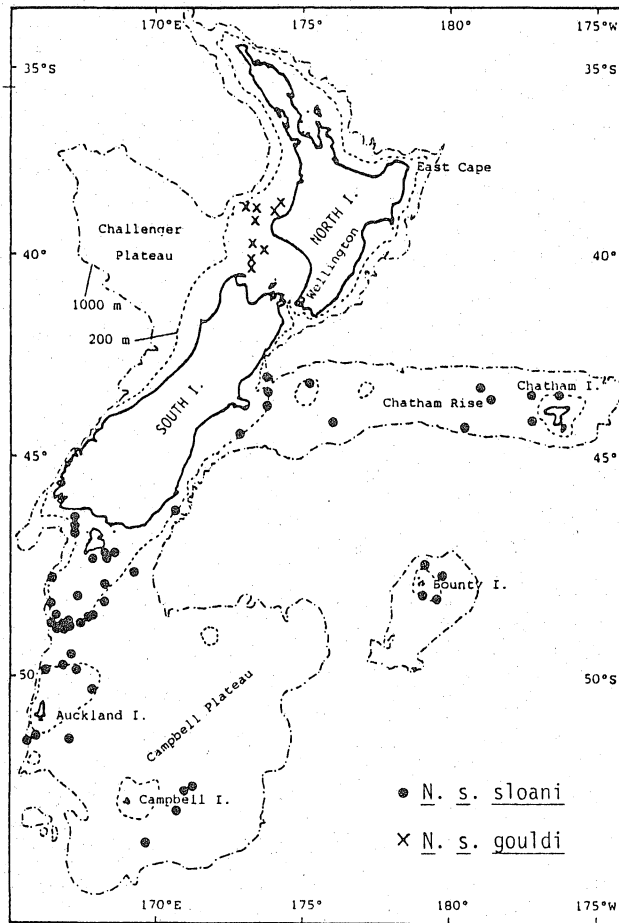 170°E 175° 180° 175°W
35°S 35°S
East Cape
NORTH I.
Challenger
Plateau
Wellington
40° 40°
1000 m
200 m
SOUTH I.
Chatham I.
Chatham Rise
45° 45°
Bounty I.
50° 50°S
Campbell Plateau
Auckland I.
Campbell I.
N. s. sloani
N. s. gouldi
170°E 175° 180° 175°W